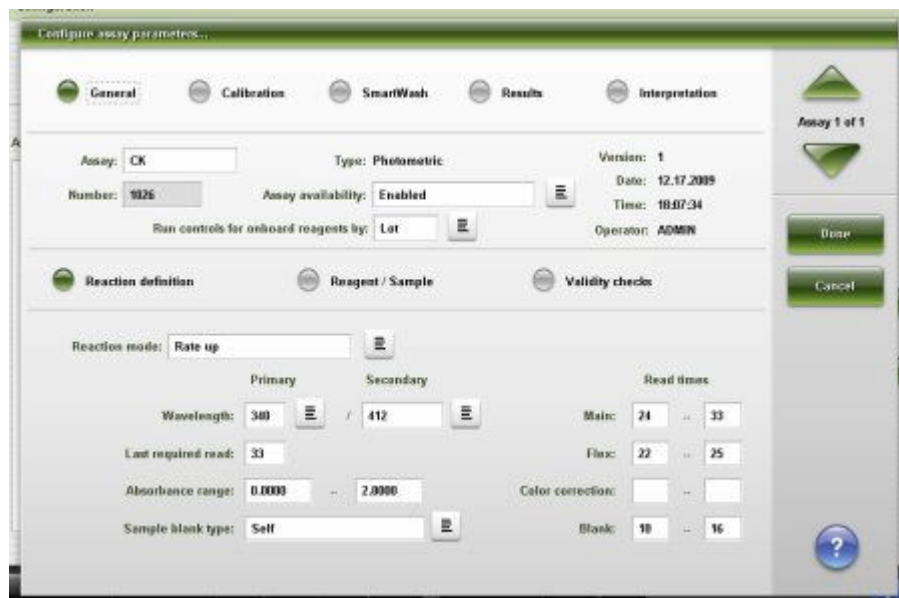 Configure assay parameters...
General Calibration SmartWash Results Interpretation
Assay 1 of 1
Assay: CK Type: Photometric Version: 1
Date: 12.17.2009
Number: 1026 Assay availability: Enabled
Time: 18:07:34
Run controls for onboard reagents by: Lot Operator: ADMIN
Done
Reaction definition Reagent / Sample Validity checks
Cancel
Reaction mode: Rate up
Primary Secondary Read times
Wavelength: 340 / 412 Main: 24 .. 33
Last required read: 33 Flex: 22 .. 25
Absorbance range: 0.0000 .. 2.0000 Color correction: ..
Sample blank type: Self Blank: 10 .. 16
?